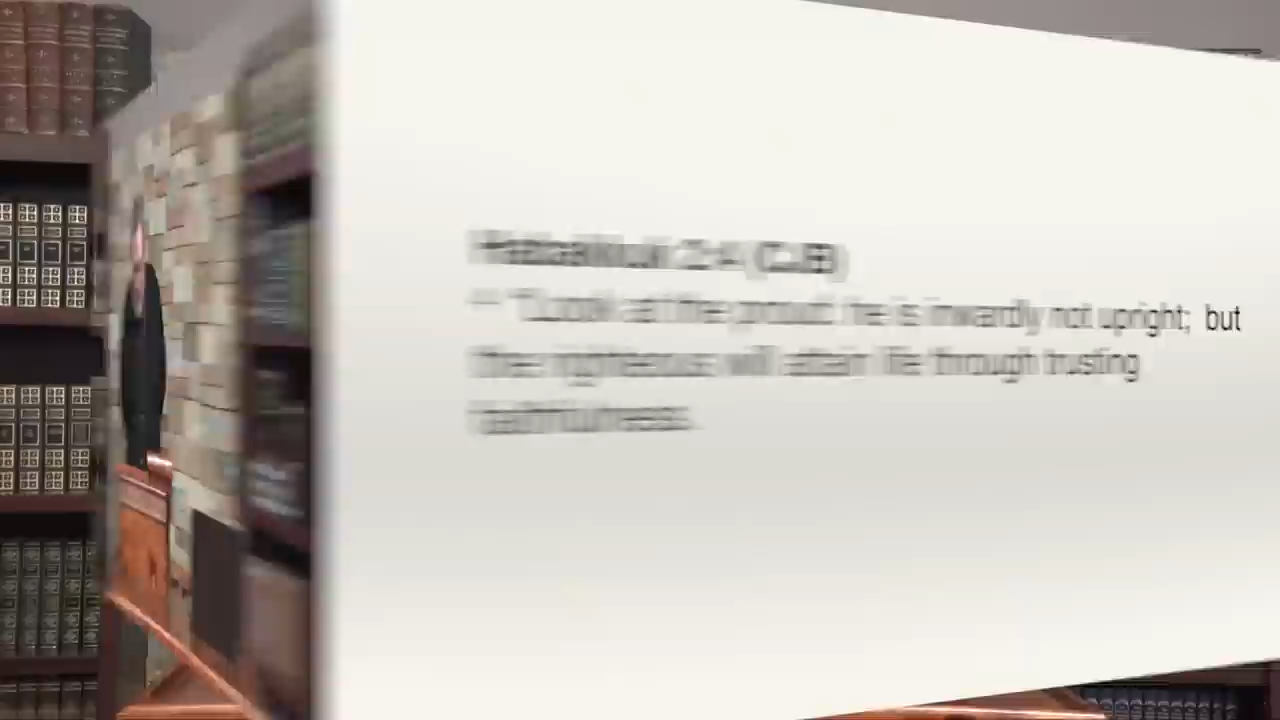 Habakkuk 2:4 (CJB)
"Look at the proud: he is inwardly not upright; but
the righteous will attain life through trusting
faithfulness.